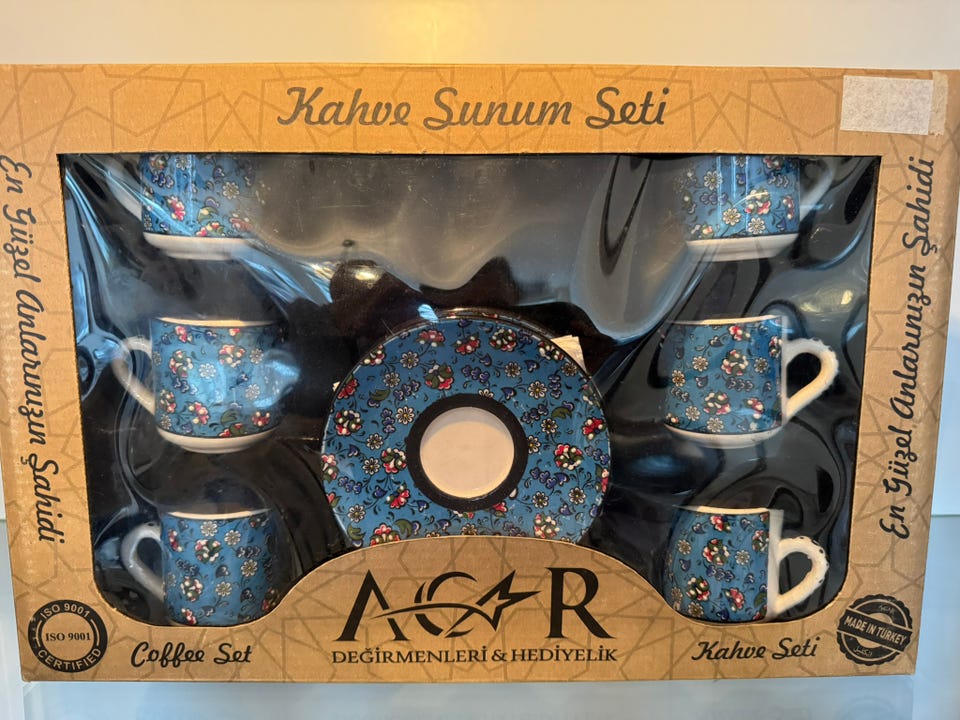 Kahve Sunum Seti
En Güzel Anlarınızın Şahidi
En Güzel Anlarınızın Şahidi
ACAR
DEĞİRMENLERİ & HEDİYELİK
ISO 9001
ISO 9001
CERTIFIED
Coffee Set
Kahve Seti
MADE IN TURKEY